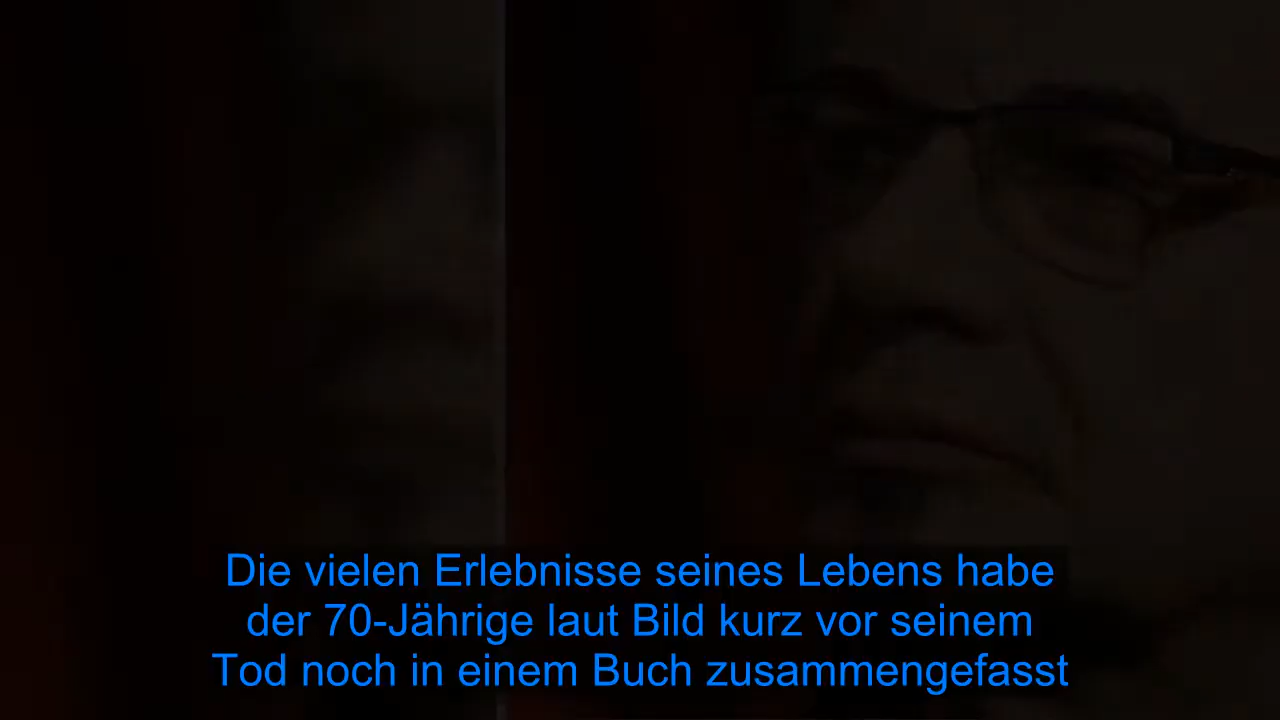 Die vielen Erlebnisse seines Lebens habe
der 70-Jährige laut Bild kurz vor seinem
Tod noch in einem Buch zusammengefasst